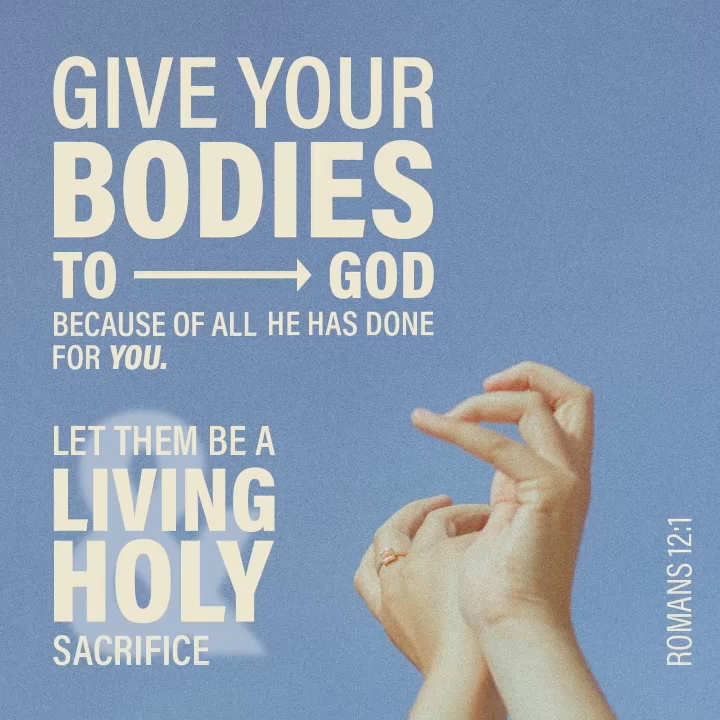 GIVE YOUR
BODIES
TO → GOD
BECAUSE OF ALL HE HAS DONE
FOR YOU.
LET THEM BE A
&
LIVING
HOLY
SACRIFICE
ROMANS 12:1